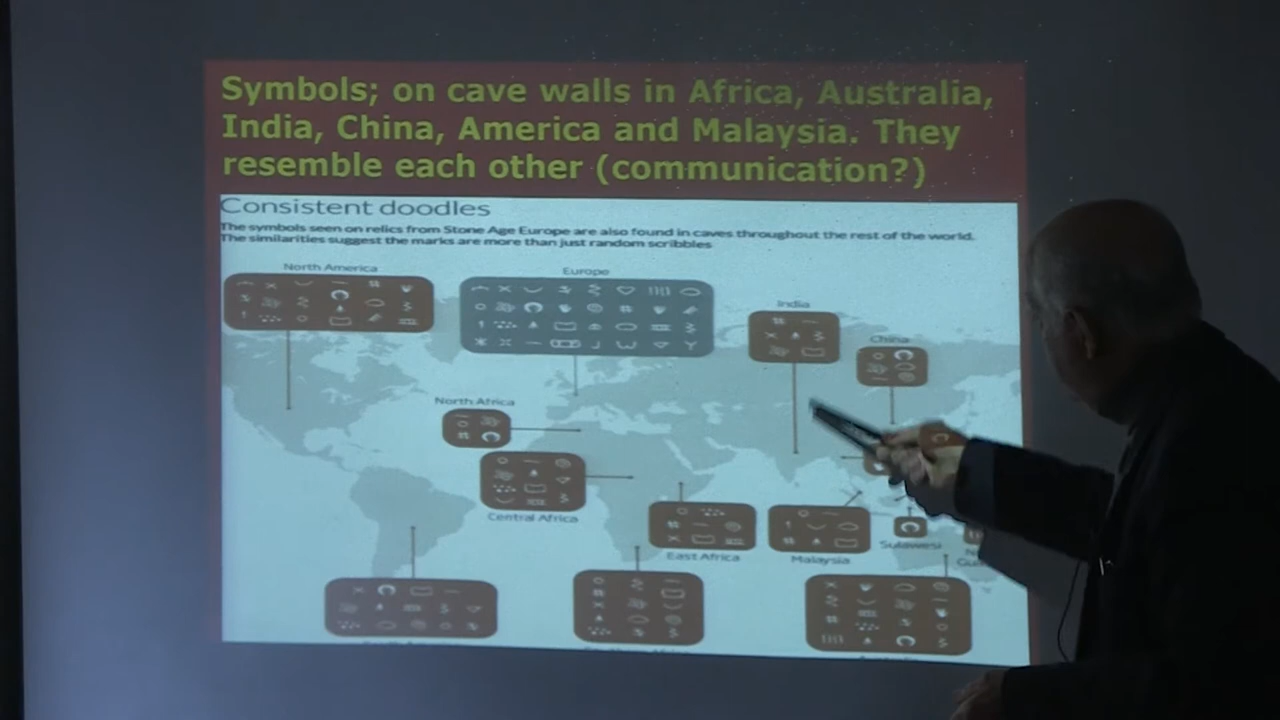 Symbols; on cave walls in Africa, Australia,
India, China, America and Malaysia. They
resemble each other (communication?)
Consistent doodles
The symbols seen on relics from Stone Age Europe are also found in caves throughout the rest of the world.
The similarities suggest the marks are more than just random scribbles
North America
Europe
India
China
North Africa
Central Africa
East Africa
Malaysia
Sulawesi